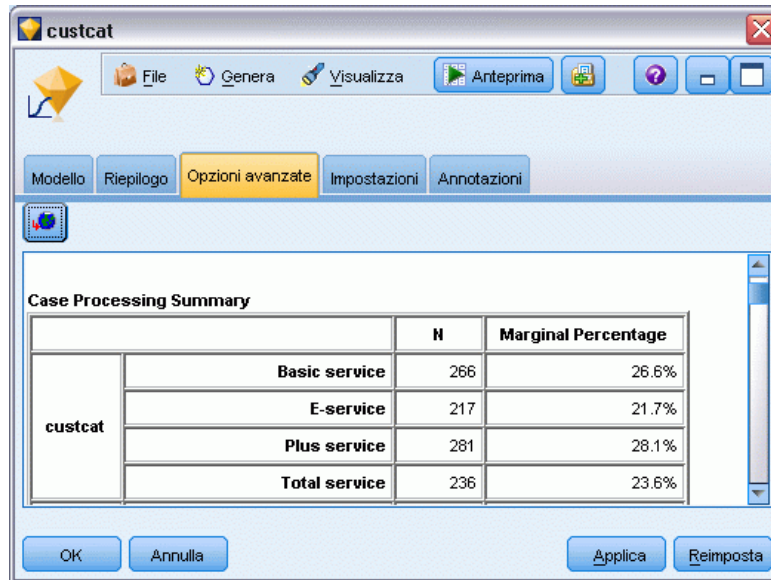 custcat
File Genera Visualizza Anteprima
Modello Riepilogo Opzioni avanzate Impostazioni Annotazioni
Case Processing Summary
N Marginal Percentage
custcat
Basic service 266 26.6%
E-service 217 21.7%
Plus service 281 28.1%
Total service 236 23.6%
OK Annulla Applica Reimposta